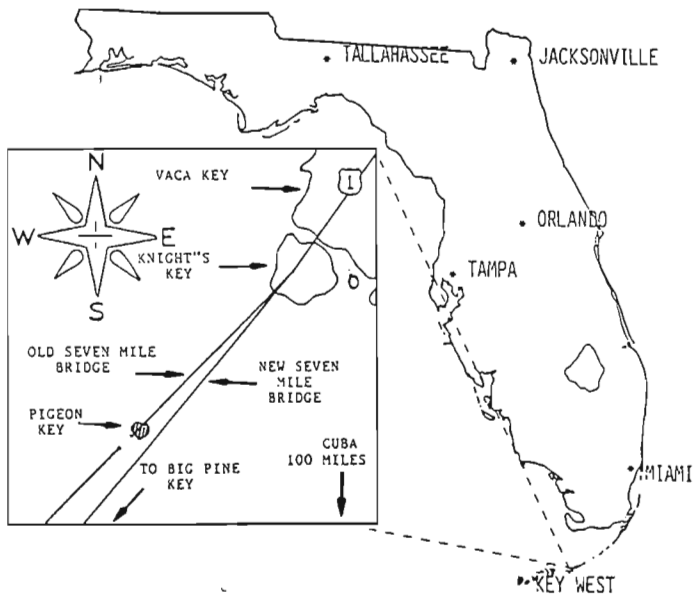 TALLAHASSEE
JACKSONVILLE
N
VACA KEY
1
W
E
KNIGHT"S
KEY
S
ORLANDO
TAMPA
OLD SEVEN MILE
BRIDGE
NEW SEVEN
MILE
BRIDGE
PIGEON
KEY
TO BIG PINE
KEY
CUBA
100 MILES
MIAMI
KEY WEST